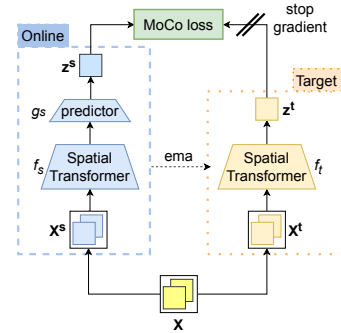 MoCo loss
stop
gradient
Online
z^s
Target
g_s
predictor
z^t
f_s
Spatial
Transformer
ema
Spatial
Transformer
f_t
X^s
X^t
X